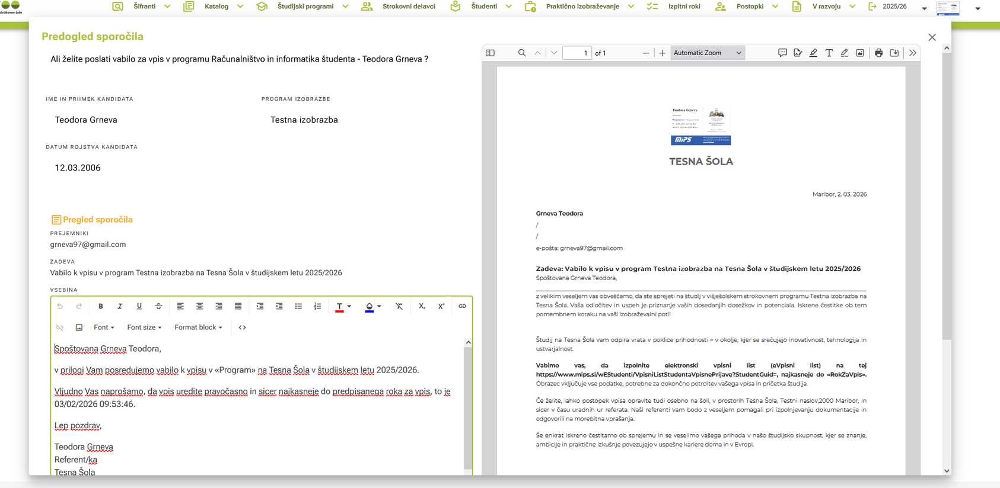 strokovne šole
Šifranti
Katalog
Študijski programi
Strokovni delavci
Študenti
Praktično izobraževanje
Izpitni roki
Postopki
V razvoju
2025/26
Predogled sporočila
Ali želite poslati vabilo za vpis v programu Računalništvo in informatika študenta - Teodora Grneva ?
IME IN PRIIMEK KANDIDATA
PROGRAM IZOBRAZBE
Teodora Grneva
Testna izobrazba
DATUM ROJSTVA KANDIDATA
12.03.2006
Pregled sporočila
PREJEMNIKI
grneva97@gmail.com
ZADEVA
Vabilo k vpisu v program Testna izobrazba na Tesna Šola v študijskem letu 2025/2026
VSEBINA
Font
Font size
Format block
Spoštovana Grneva Teodora,
v prilogi Vam posredujemo vabilo k vpisu v «Program» na Tesna Šola v študijskem letu 2025/2026.
Vljudno Vas naprošamo, da vpis uredite pravočasno in sicer najkasneje do predpisanega roka za vpis, to je
03/02/2026 09:53:46.
Lep pozdrav,
Teodora Grneva
Referent/ka
Tesna Šola
1 of 1
Automatic Zoom
Teodora Grneva
MIPS
TESNA ŠOLA
Maribor, 2. 03. 2026
Grneva Teodora
/
/
e-pošta: grneva97@gmail.com
Zadeva: Vabilo k vpisu v program Testna izobrazba na Tesna Šola v študijskem letu 2025/2026
Spoštovana Grneva Teodora,
z velikim veseljem vas obveščamo, da ste sprejeti na študij v višješolskem strokovnem programu Testna izobrazba na
Tesna Šola. Vaša odločitev in uspeh je priznanje vaših dosedanjih dosežkov in potenciala. Iskrene čestitke ob tem
pomembnem koraku na vaši izobraževalni poti!
Študij na Tesna Šola vam odpira vrata v poklice prihodnosti – v okolje, kjer se srečujejo inovativnost, tehnologija in
ustvarjalnost.
Vabimo vas, da izpolnite elektronski vpisni list (eVpisni list) na tej
https://www.mips.si/wEStudenti/VpisniListStudentaVpisnePrijave?StudentGuid=, najkasneje do «RokZaVpis».
Obrazec vključuje vse podatke, potrebne za dokončno potrditev vašega vpisa in pričetka študija.
Če želite, lahko postopek vpisa opravite tudi osebno na šoli, v prostorih Tesna Šola, Testni naslov,2000 Maribor, in
sicer v času uradnih ur referata. Naši referenti vam bodo z veseljem pomagali pri izpolnjevanju dokumentacije in
odgovorili na morebitna vprašanja.
Še enkrat iskreno čestitamo ob sprejemu in se veselimo vašega prihoda v našo študijsko skupnost, kjer se znanje,
ambicije in praktične izkušnje povezujejo v uspešne kariere doma in v Evropi.